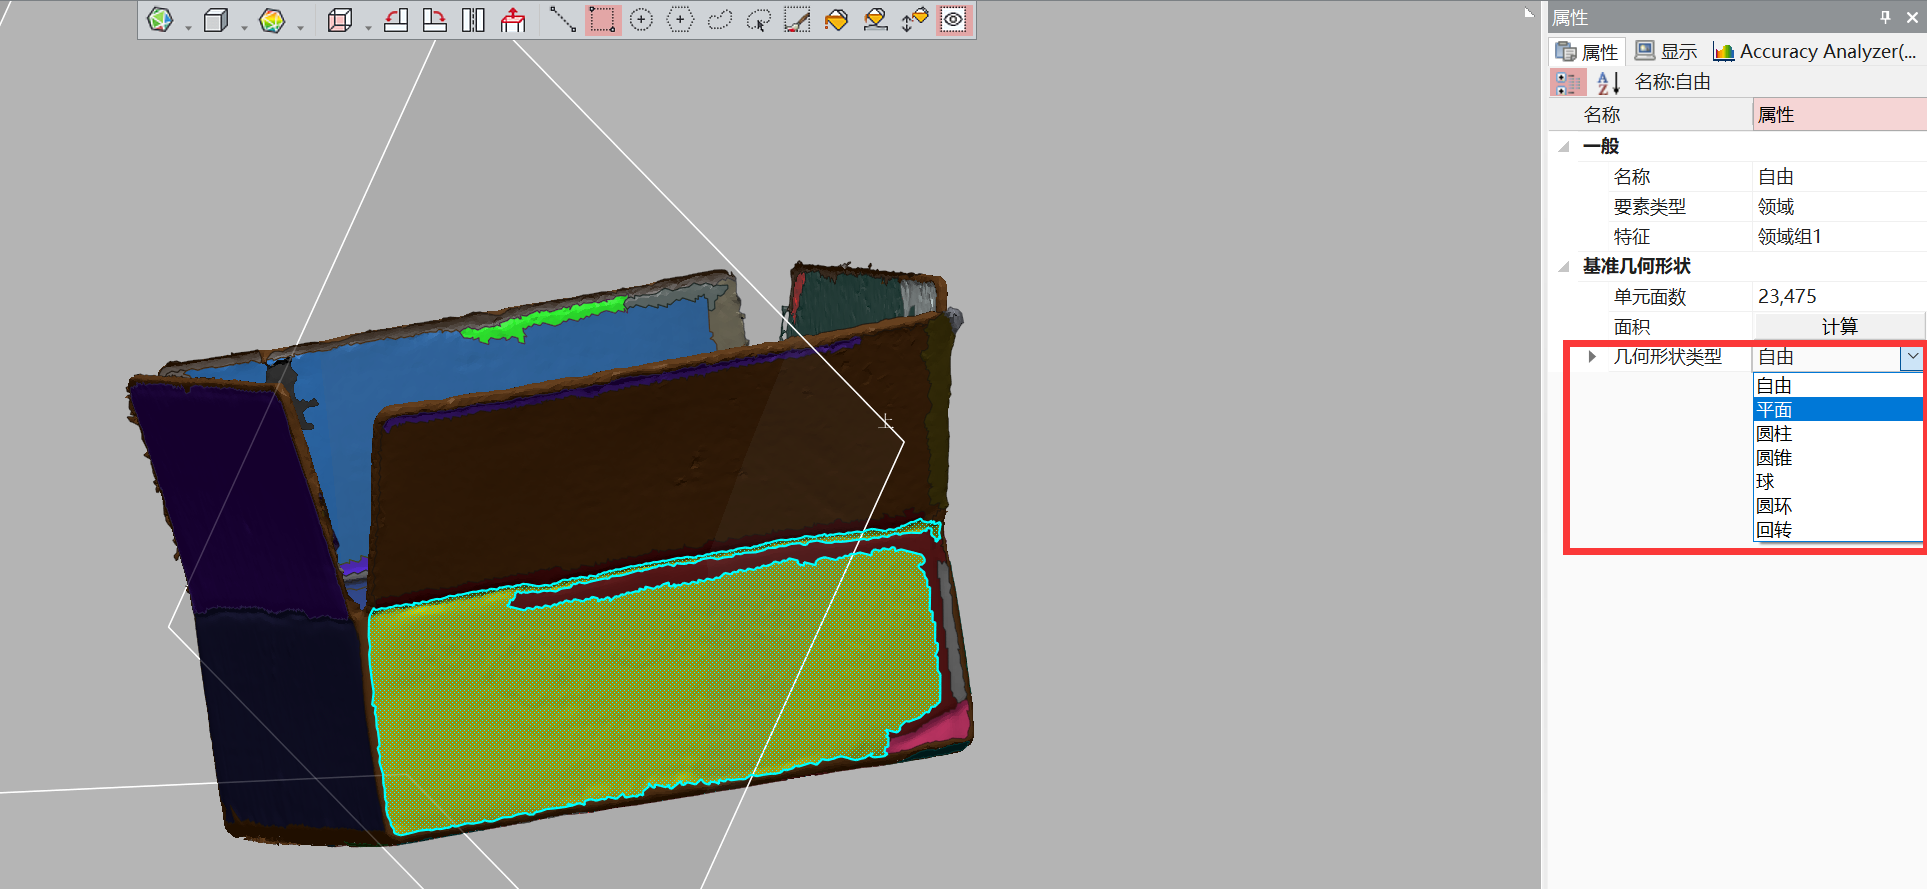 属性
属性 显示 Accuracy Analyzer(...
名称:自由
名称 属性
一般
名称 自由
要素类型 领域
特征 领域组1
基准几何形状
单元面数 23,475
面积 计算
几何形状类型 自由
自由
平面
圆柱
圆锥
球
圆环
回转